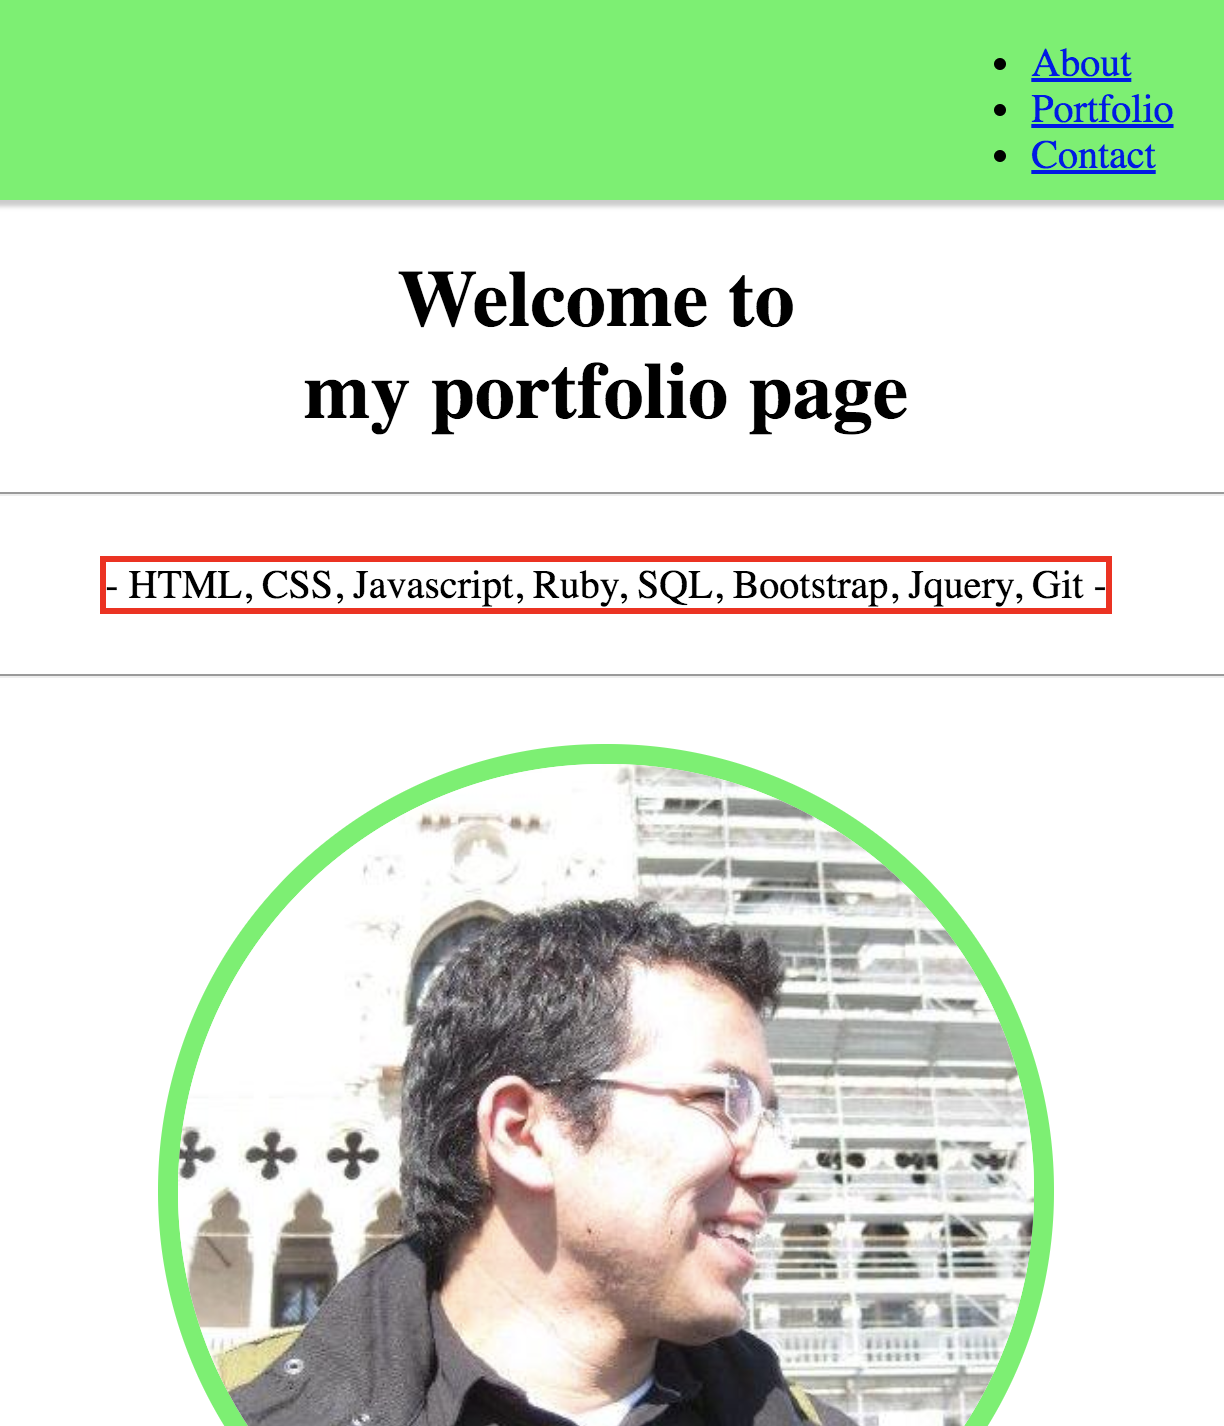 About
Portfolio
Contact
Welcome to
my portfolio page
- HTML, CSS, Javascript, Ruby, SQL, Bootstrap, Jquery, Git -